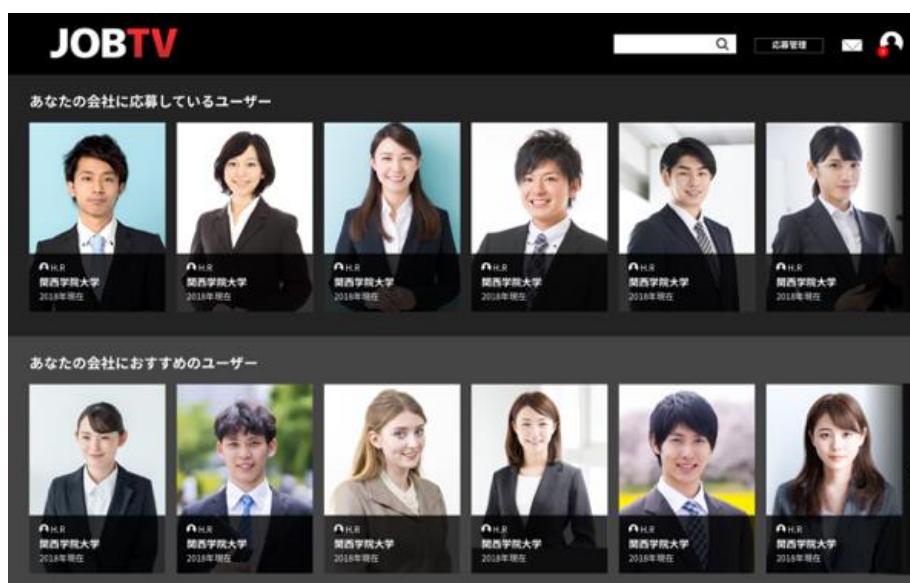 JOBTV
応募管理
あなたの会社に応募しているユーザー
H.R
関西学院大学
2018年現在
H.R
関西学院大学
2018年現在
H.R
関西学院大学
2018年現在
H.R
関西学院大学
2018年現在
H.R
関西学院大学
2018年現在
H.R
関西学院大学
2018年現在
あなたの会社におすすめのユーザー
H.R
関西学院大学
2018年現在
H.R
関西学院大学
2018年現在
H.R
関西学院大学
2018年現在
H.R
関西学院大学
2018年現在
H.R
関西学院大学
2018年現在
H.R
関西学院大学
2018年現在